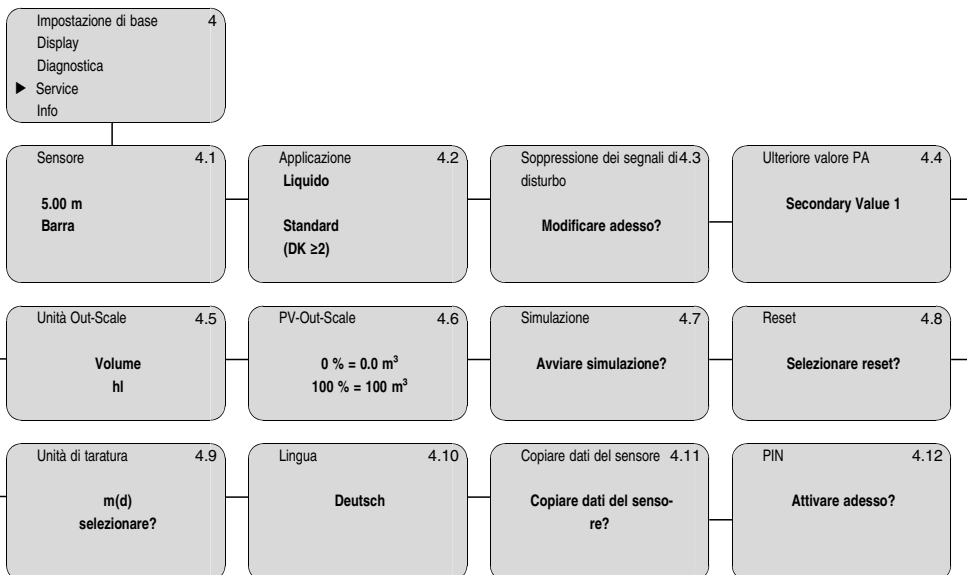 Impostazione di base 4
Display
Diagnostica
▶ Service
Info
Sensore 4.1
5.00 m
Barra
Applicazione 4.2
Liquido
Standard
(DK ≥2)
Soppressione dei segnali di 4.3
disturbo
Modificare adesso?
Ulteriore valore PA 4.4
Secondary Value 1
Unità Out-Scale 4.5
Volume
hl
PV-Out-Scale 4.6
0 % = 0.0 m³
100 % = 100 m³
Simulazione 4.7
Avviare simulazione?
Reset 4.8
Selezionare reset?
Unità di taratura 4.9
m(d)
selezionare?
Lingua 4.10
Deutsch
Copiare dati del sensore 4.11
Copiare dati del senso-
re?
PIN 4.12
Attivare adesso?